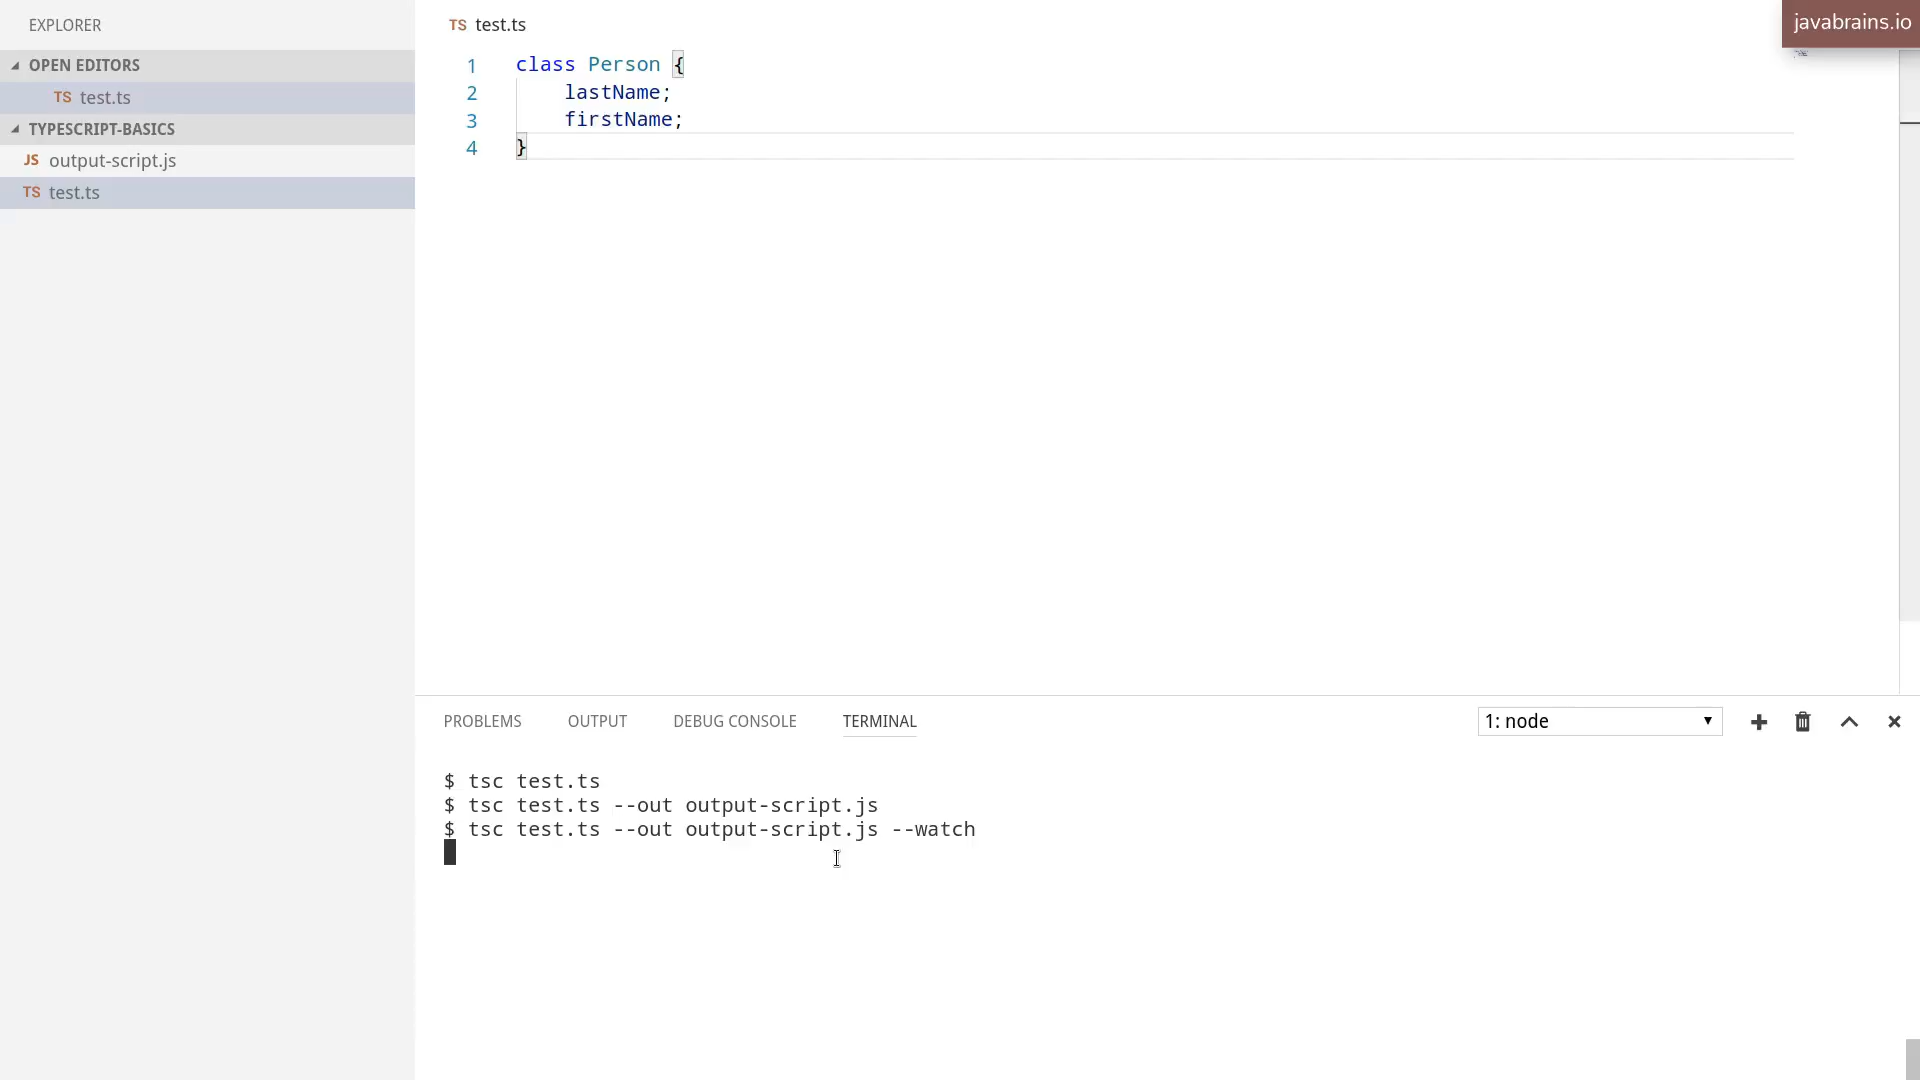 EXPLORER
OPEN EDITORS
TS test.ts
TYPESCRIPT-BASICS
JS output-script.js
TS test.ts
TS test.ts
javabrains.io
1 class Person {
2 lastName;
3 firstName;
4 }
PROBLEMS OUTPUT DEBUG CONSOLE TERMINAL
1: node
$ tsc test.ts
$ tsc test.ts --out output-script.js
$ tsc test.ts --out output-script.js --watch